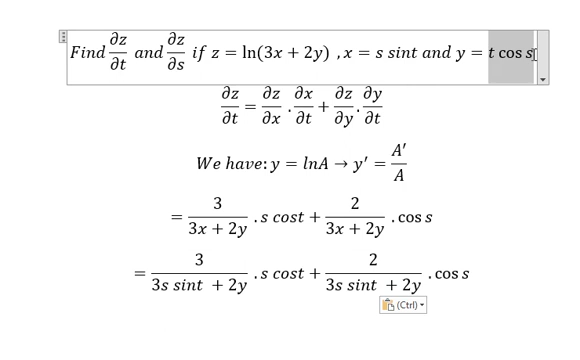 Find ∂z/∂t and ∂z/∂s if z = ln(3x + 2y) , x = s sint and y = t cos s
∂z/∂t = ∂z/∂x . ∂x/∂t + ∂z/∂y . ∂y/∂t
We have: y = lnA → y′ = A′/A
= 3/(3x + 2y) . s cost + 2/(3x + 2y) . cos s
= 3/(3s sint + 2y) . s cost + 2/(3s sint + 2y) . cos s
(Ctrl)